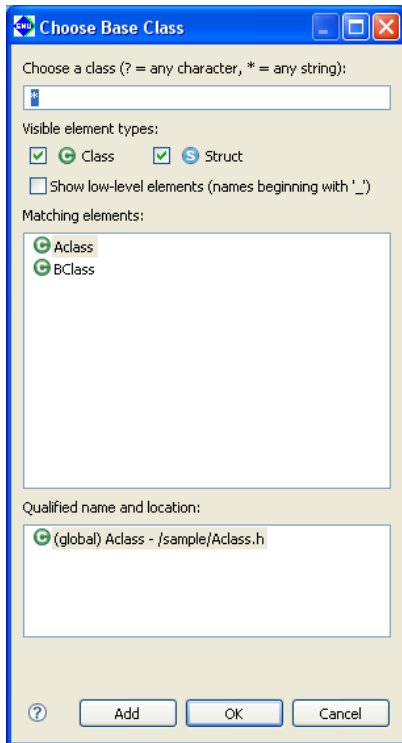 GNU Choose Base Class
Choose a class (? = any character, * = any string):
*
Visible element types:
C Class S Struct
Show low-level elements (names beginning with '_')
Matching elements:
C Aclass
C BClass
Qualified name and location:
C (global) Aclass - /sample/Aclass.h
? Add OK Cancel